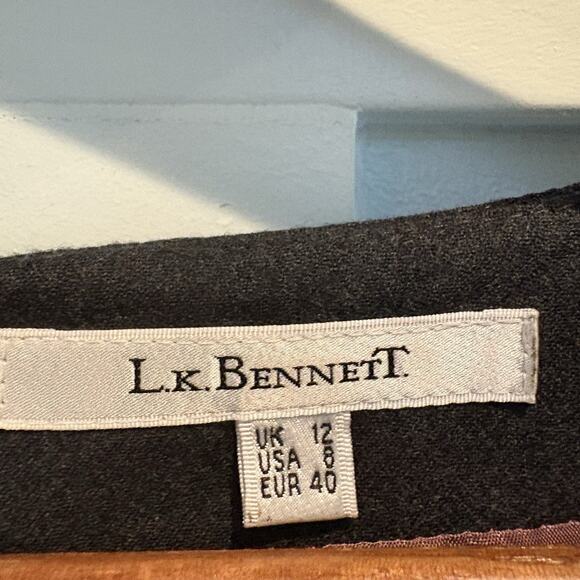 L.K.BENNETT.
UK 12
USA 8
EUR 40